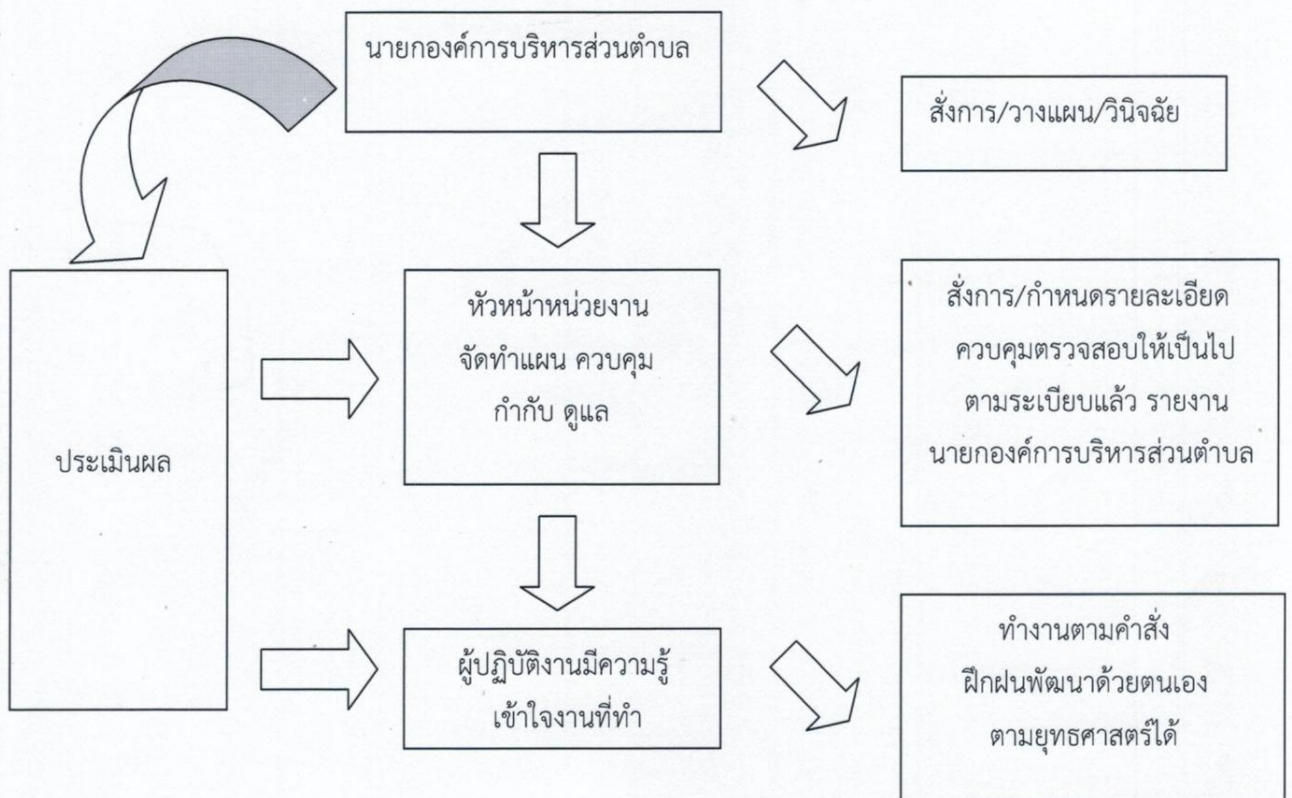 นายกองค์การบริหารส่วนตำบล
สั่งการ/วางแผน/วินิจฉัย
หัวหน้าหน่วยงาน
จัดทำแผน ควบคุม
กำกับ ดูแล
สั่งการ/กำหนดรายละเอียด
ควบคุมตรวจสอบให้เป็นไป
ตามระเบียบแล้ว รายงาน
นายกองค์การบริหารส่วนตำบล
ประเมินผล
ผู้ปฏิบัติงานมีความรู้
เข้าใจงานที่ทำ
ทำงานตามคำสั่ง
ฝึกฝนพัฒนาด้วยตนเอง
ตามยุทธศาสตร์ได้